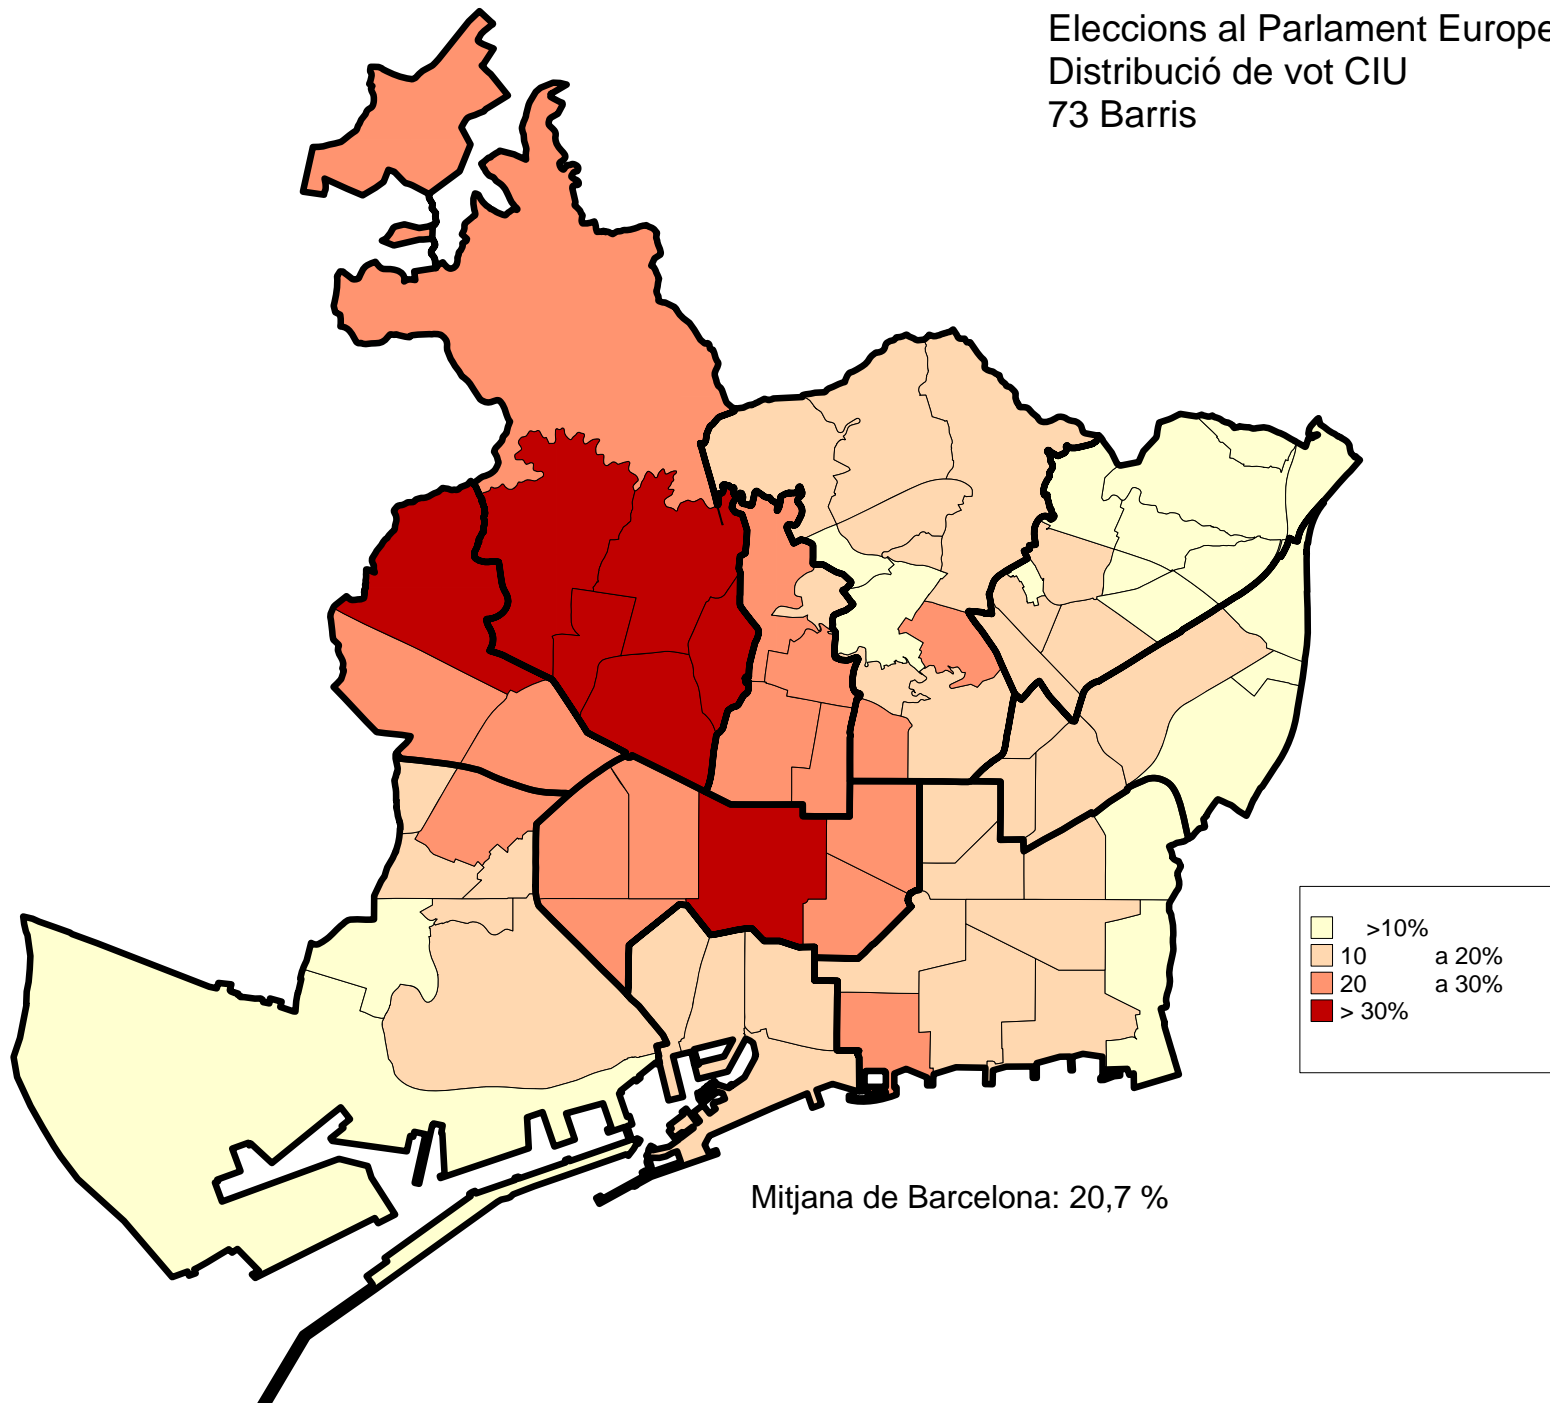 Eleccions al Parlament Europe
Distribució de vot CIU
73 Barris
>10%
10 a 20%
20 a 30%
> 30%
Mitjana de Barcelona: 20,7 %